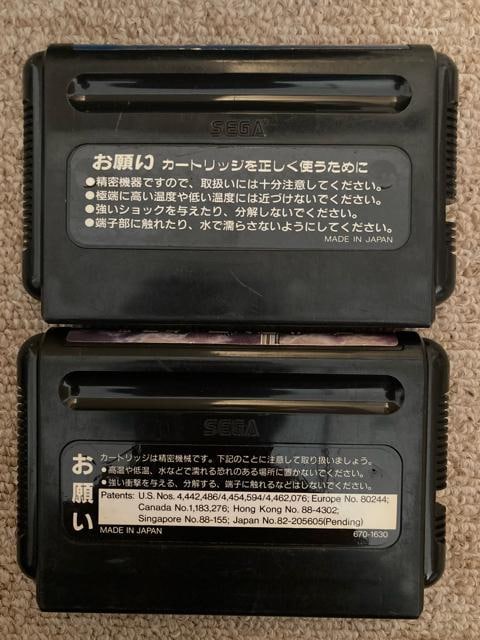 SEGA
お願い カートリッジを正しく使うために
●精密機器ですので、取扱いには十分注意してください。
●極端に高い温度や低い温度には近づけないでください。
●強いショックを与えたり、分解しないでください。
●端子部に触れたり、水で濡らさないようにしてください。
MADE IN JAPAN
SEGA
お願い
カートリッジは精密機械です。下記のことに注意して取り扱いましょう。
●高温や低温、水などで濡れる恐れのある場所に置かないでください。
●強い衝撃を与える、分解する、端子に触れるなどはしないでください。
Patents: U.S. Nos. 4,442,486/4,454,594/4,462,076; Europe No. 80244;
Canada No.1,183,276; Hong Kong No. 88-4302;
Singapore No.88-155; Japan No.82-205605(Pending)
MADE IN JAPAN
670-1630